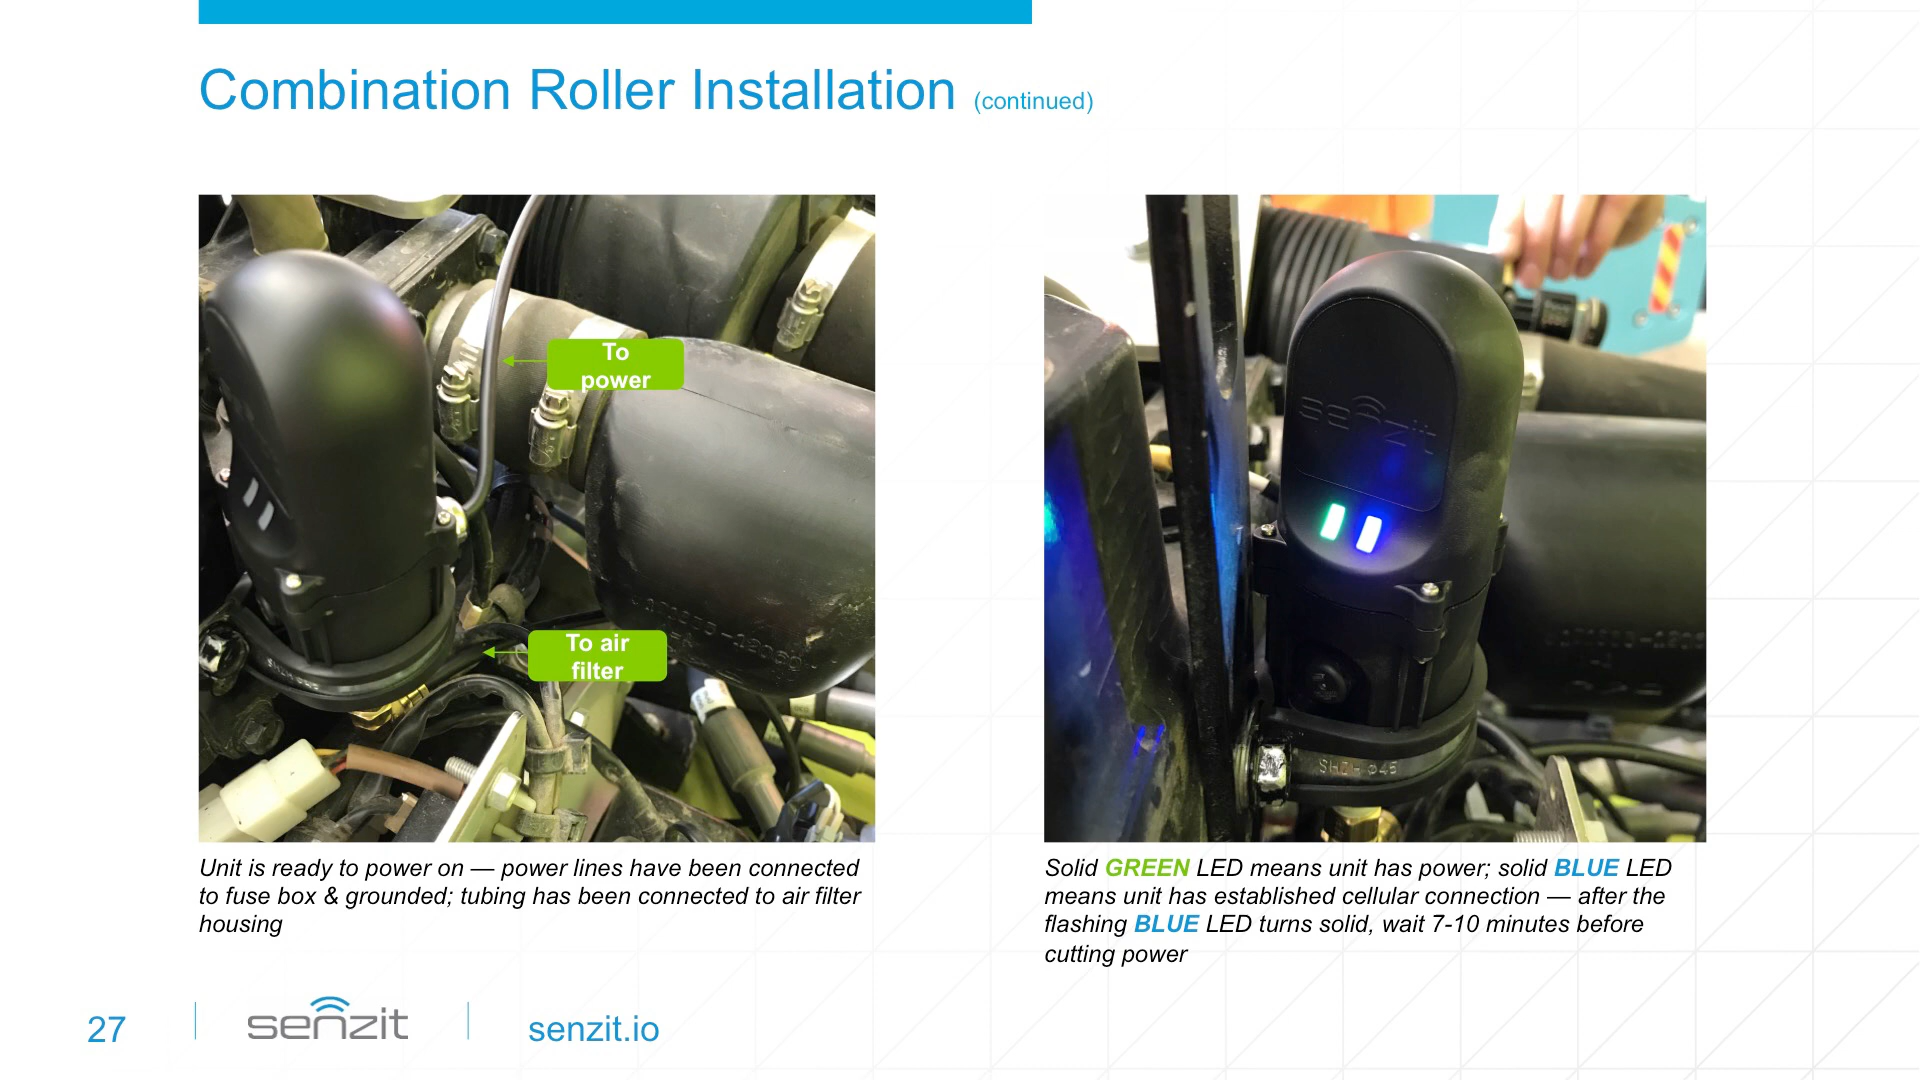 Combination Roller Installation (continued)
To
power
To air
filter
senzit
SHZH ⌀45
Unit is ready to power on — power lines have been connected
to fuse box & grounded; tubing has been connected to air filter
housing
Solid GREEN LED means unit has power; solid BLUE LED
means unit has established cellular connection — after the
flashing BLUE LED turns solid, wait 7-10 minutes before
cutting power
27
senzit
senzit.io